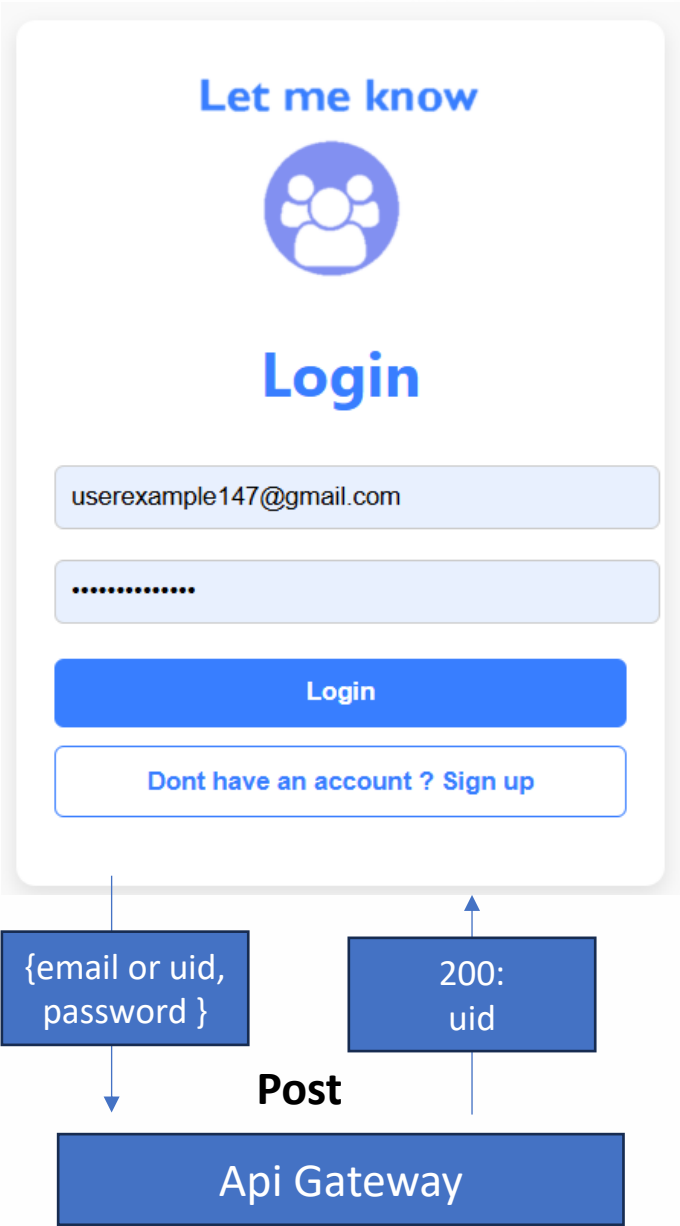 Let me know
Login
userexample147@gmail.com
••••••••••••••
Login
Dont have an account ? Sign up
{email or uid,
password }
200:
uid
Post
Api Gateway